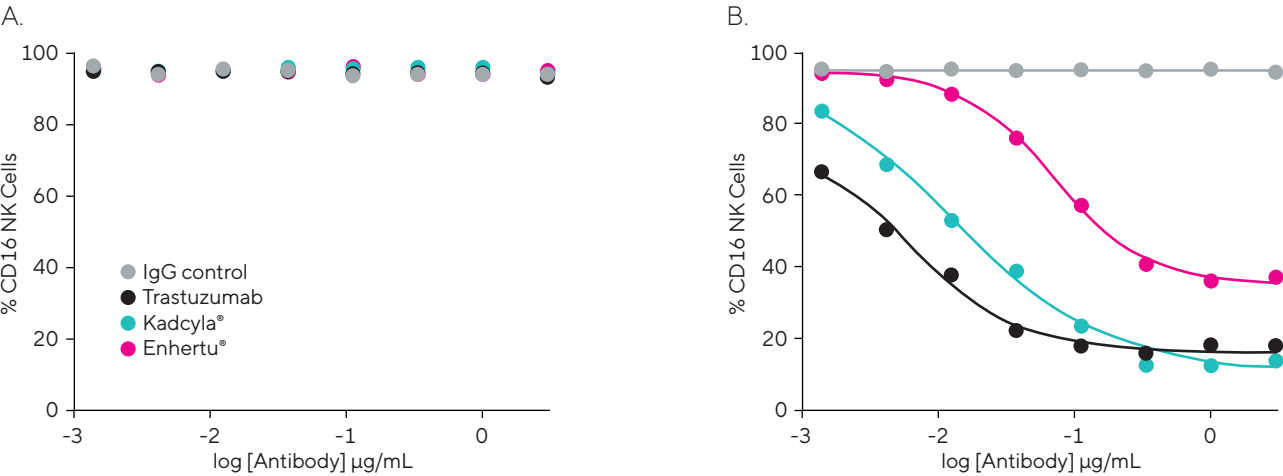 A.
100
80
60
40
20
0
% CD16 NK Cells
IgG control
Trastuzumab
Kadcyla®
Enhertu®
-3 -2 -1 0
log [Antibody] µg/mL
B.
100
80
60
40
20
0
% CD16 NK Cells
-3 -2 -1 0
log [Antibody] µg/mL